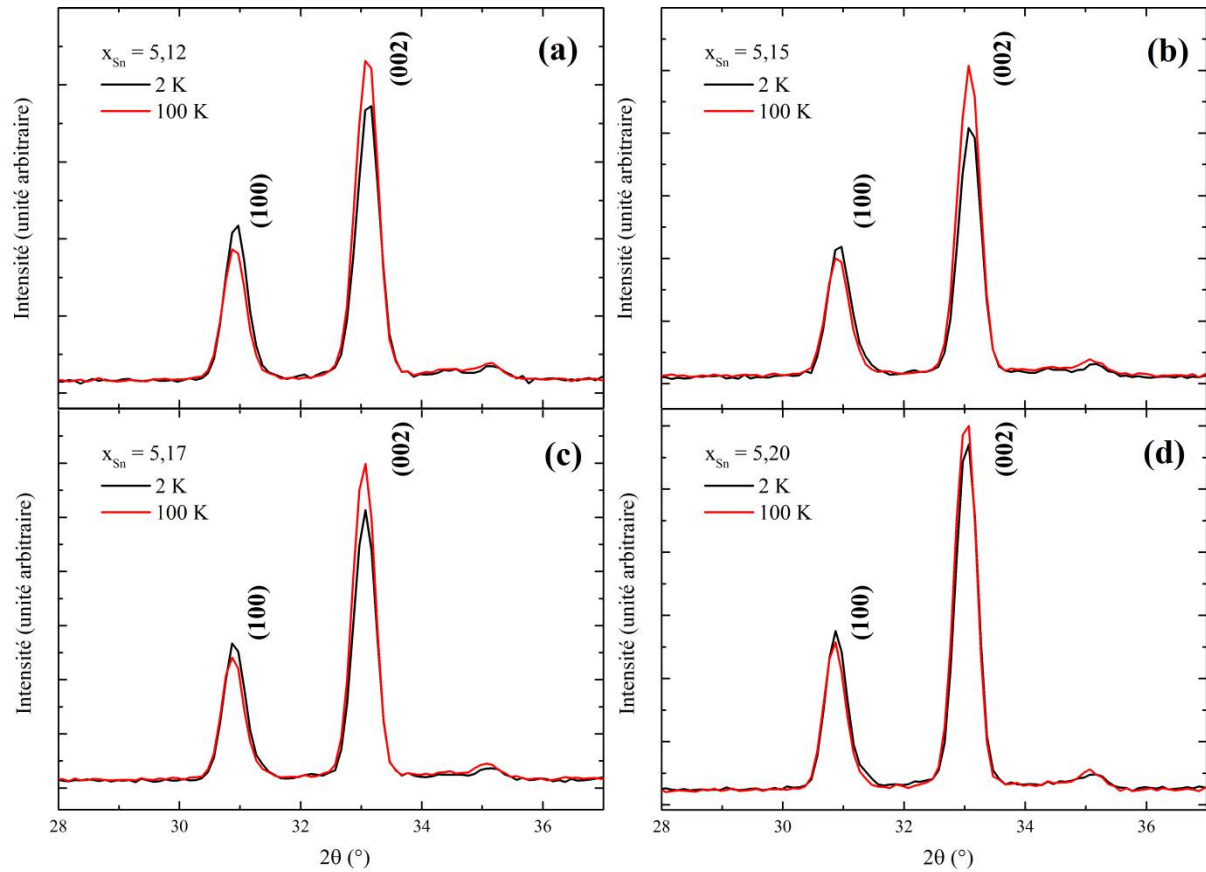 Intensité (unité arbitraire)
x_Sn = 5,12
2 K
100 K
(100)
(002)
(a)
Intensité (unité arbitraire)
x_Sn = 5,15
2 K
100 K
(100)
(002)
(b)
Intensité (unité arbitraire)
x_Sn = 5,17
2 K
100 K
(100)
(002)
(c)
28 30 32 34 36
2θ (°)
Intensité (unité arbitraire)
x_Sn = 5,20
2 K
100 K
(100)
(002)
(d)
28 30 32 34 36
2θ (°)